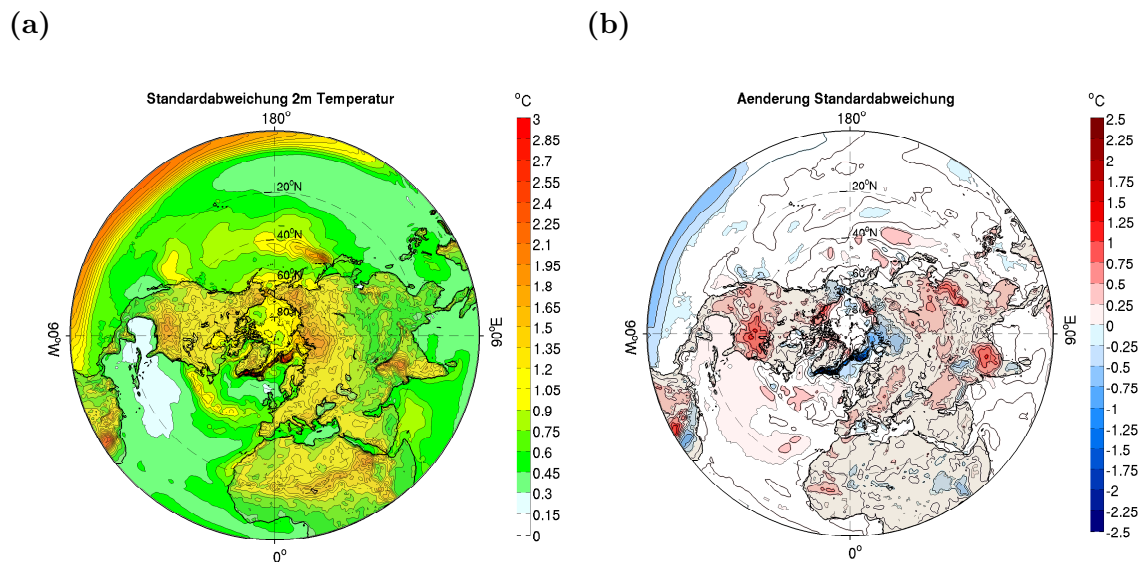 (a)
(b)
Standardabweichung 2m Temperatur
180°
°C
20°N
40°N
60°N
80°N
90°W
90°E
0°
3
2.85
2.7
2.55
2.4
2.25
2.1
1.95
1.8
1.65
1.5
1.35
1.2
1.05
0.9
0.75
0.6
0.45
0.3
0.15
0
Aenderung Standardabweichung
180°
°C
20°N
40°N
60°N
80°N
90°W
90°E
0°
2.5
2.25
2
1.75
1.5
1.25
1
0.75
0.5
0.25
0
-0.25
-0.5
-0.75
-1
-1.25
-1.5
-1.75
-2
-2.25
-2.5